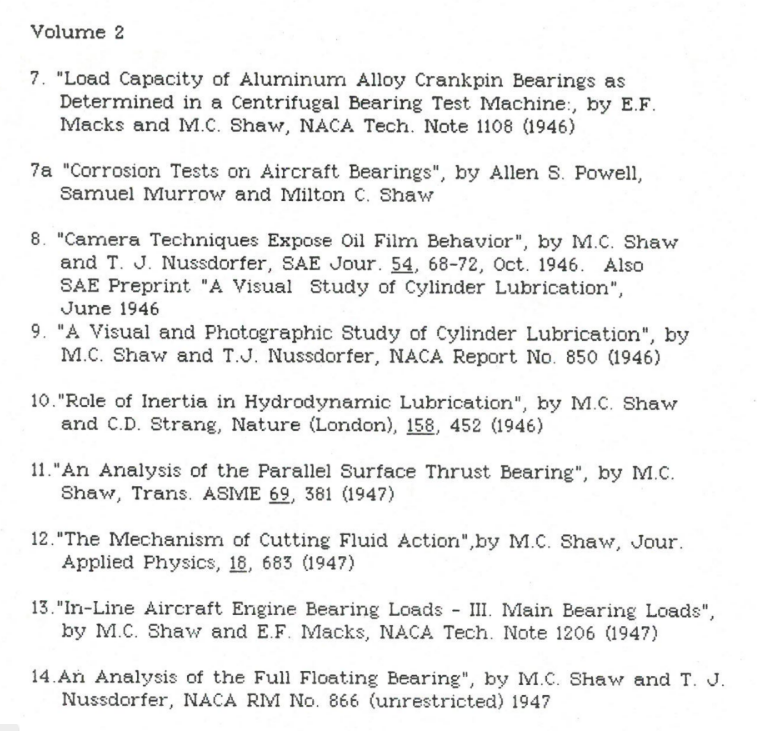 Volume 2
7. "Load Capacity of Aluminum Alloy Crankpin Bearings as
Determined in a Centrifugal Bearing Test Machine:, by E.F.
Macks and M.C. Shaw, NACA Tech. Note 1108 (1946)
7a "Corrosion Tests on Aircraft Bearings", by Allen S. Powell,
Samuel Murrow and Milton C. Shaw
8. "Camera Techniques Expose Oil Film Behavior", by M.C. Shaw
and T. J. Nussdorfer, SAE Jour. 54, 68-72, Oct. 1946. Also
SAE Preprint "A Visual Study of Cylinder Lubrication",
June 1946
9. "A Visual and Photographic Study of Cylinder Lubrication", by
M.C. Shaw and T.J. Nussdorfer, NACA Report No. 850 (1946)
10."Role of Inertia in Hydrodynamic Lubrication", by M.C. Shaw
and C.D. Strang, Nature (London), 158, 452 (1946)
11."An Analysis of the Parallel Surface Thrust Bearing", by M.C.
Shaw, Trans. ASME 69, 381 (1947)
12."The Mechanism of Cutting Fluid Action",by M.C. Shaw, Jour.
Applied Physics, 18, 683 (1947)
13."In-Line Aircraft Engine Bearing Loads - III. Main Bearing Loads",
by M.C. Shaw and E.F. Macks, NACA Tech. Note 1206 (1947)
14.An Analysis of the Full Floating Bearing", by M.C. Shaw and T. J.
Nussdorfer, NACA RM No. 866 (unrestricted) 1947